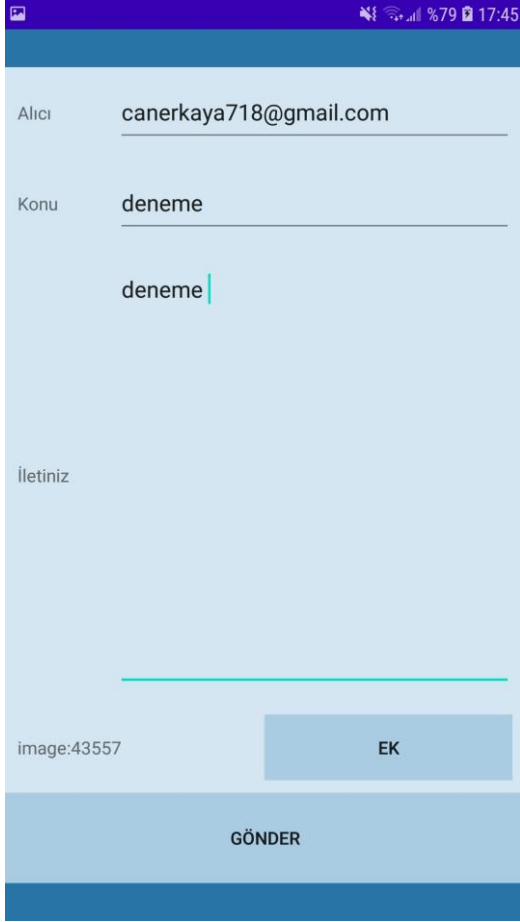 %79 17:45
Alıcı canerkaya718@gmail.com
Konu deneme
deneme
İletiniz
image:43557 EK
GÖNDER